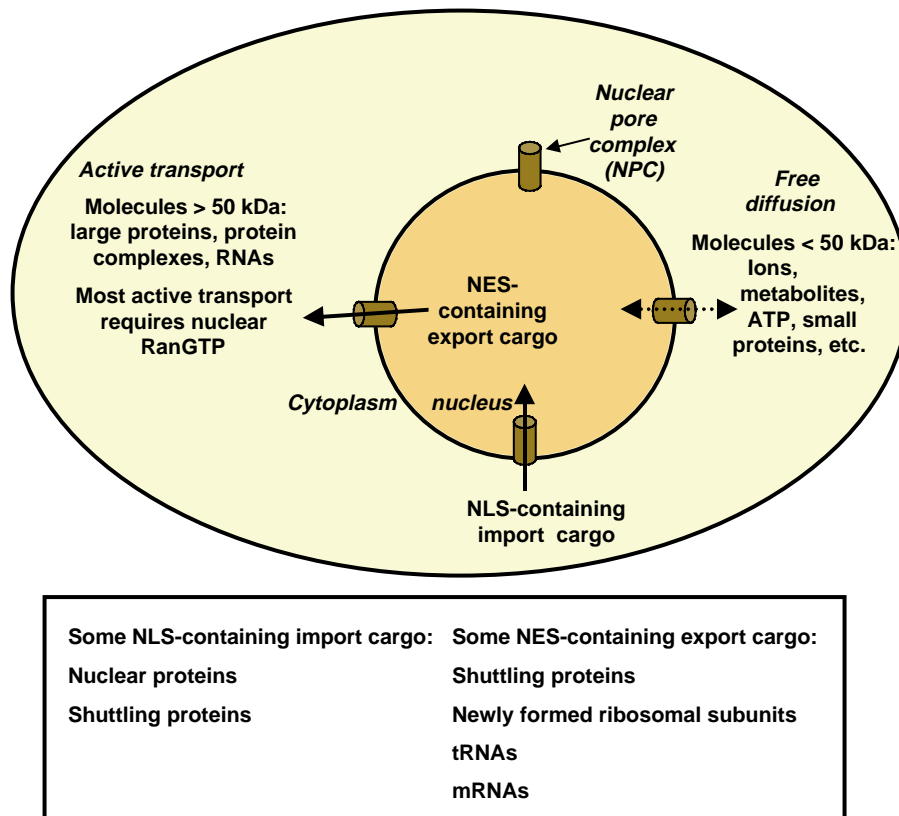 Nuclear
pore
complex
(NPC)
Active transport
Molecules > 50 kDa:
large proteins, protein
complexes, RNAs
Most active transport
requires nuclear
RanGTP
Free
diffusion
Molecules < 50 kDa:
Ions,
metabolites,
ATP, small
proteins, etc.
NES-
containing
export cargo
Cytoplasm nucleus
NLS-containing
import cargo
Some NLS-containing import cargo:
Nuclear proteins
Shuttling proteins
Some NES-containing export cargo:
Shuttling proteins
Newly formed ribosomal subunits
tRNAs
mRNAs